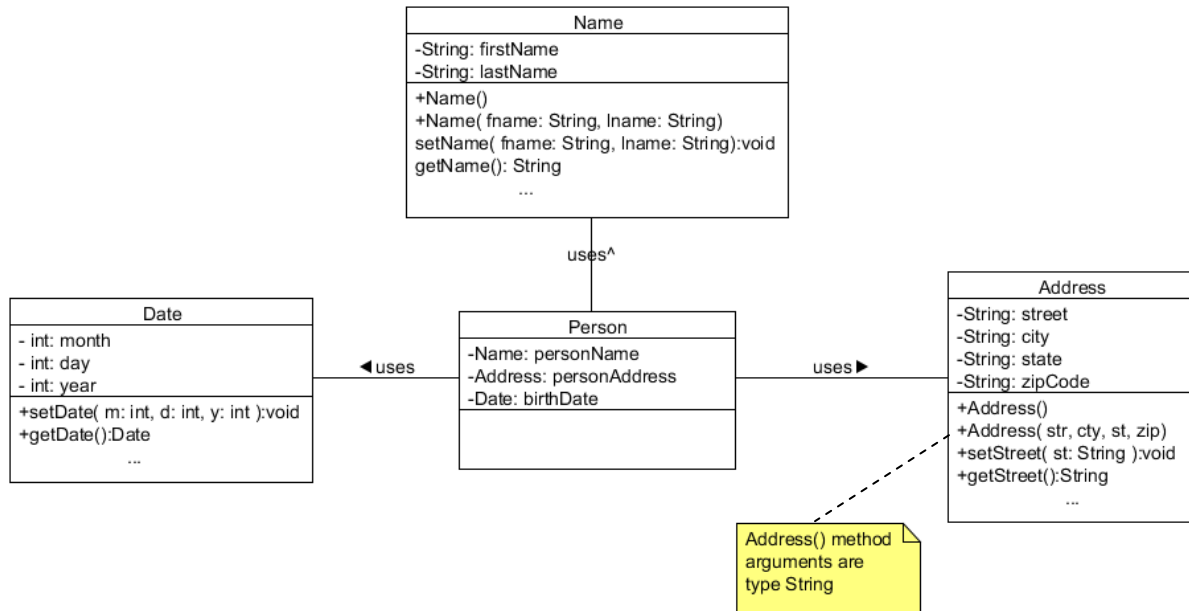 Name
-String: firstName
-String: lastName
+Name()
+Name( fname: String, lname: String)
setName( fname: String, lname: String):void
getName(): String
...
uses^
Date
- int: month
- int: day
- int: year
+setDate( m: int, d: int, y: int ):void
+getDate():Date
...
◄uses
Person
-Name: personName
-Address: personAddress
-Date: birthDate
uses►
Address
-String: street
-String: city
-String: state
-String: zipCode
+Address()
+Address( str, cty, st, zip)
+setStreet( st: String ):void
+getStreet():String
...
Address() method
arguments are
type String